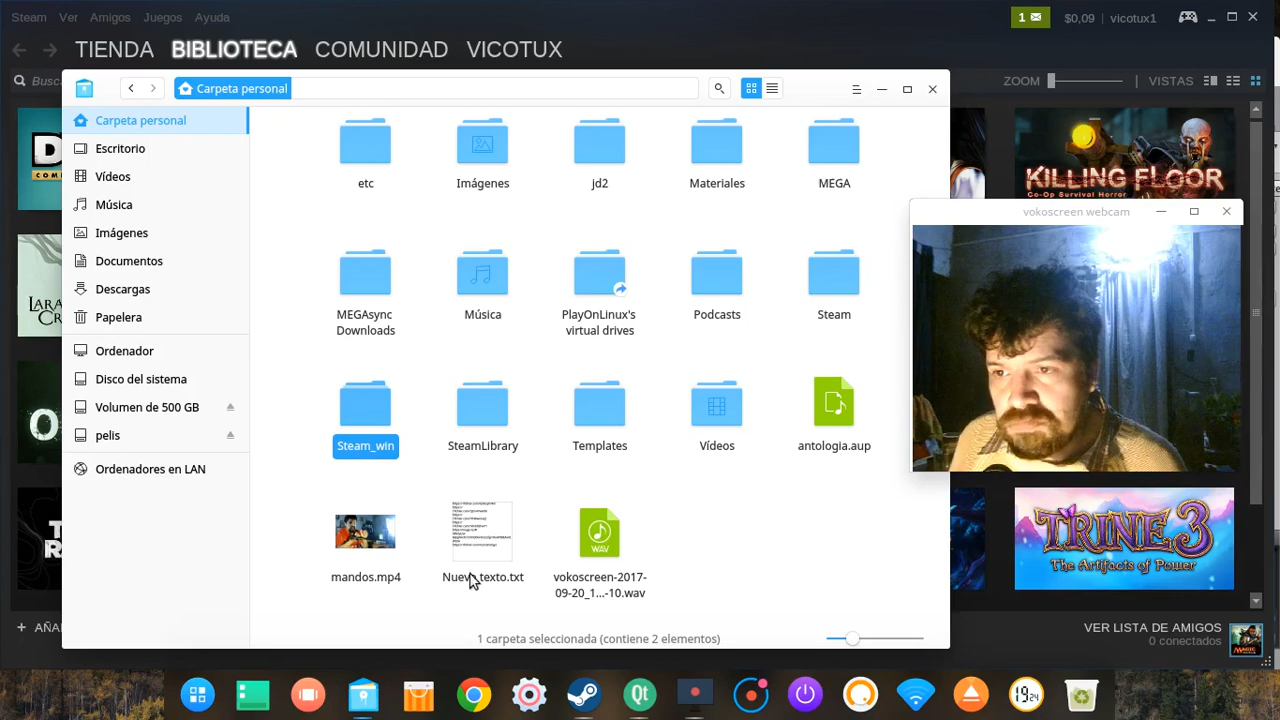 Steam Ver Amigos Juegos Ayuda
1 $0,09 vicotux1
TIENDA BIBLIOTECA COMUNIDAD VICOTUX
ZOOM VISTAS
Carpeta personal
Carpeta personal
Escritorio
Vídeos
Música
Imágenes
Documentos
Descargas
Papelera
Ordenador
Disco del sistema
Volumen de 500 GB
pelis
Ordenadores en LAN
etc Imágenes jd2 Materiales MEGA
MEGAsync Downloads
Música
PlayOnLinux's virtual drives
Podcasts
Steam
Steam_win SteamLibrary Templates Vídeos antologia.aup
WAV
mandos.mp4
vokoscreen-2017-
09-20_1...-10.wav
1 carpeta seleccionada (contiene 2 elementos)
KILLING FLOOR
CO-OP SURVIVAL HORROR
vokoscreen webcam
TRINE 3
The Artifacts of Power
VER LISTA DE AMIGOS
0 conectados
Qt
19 24